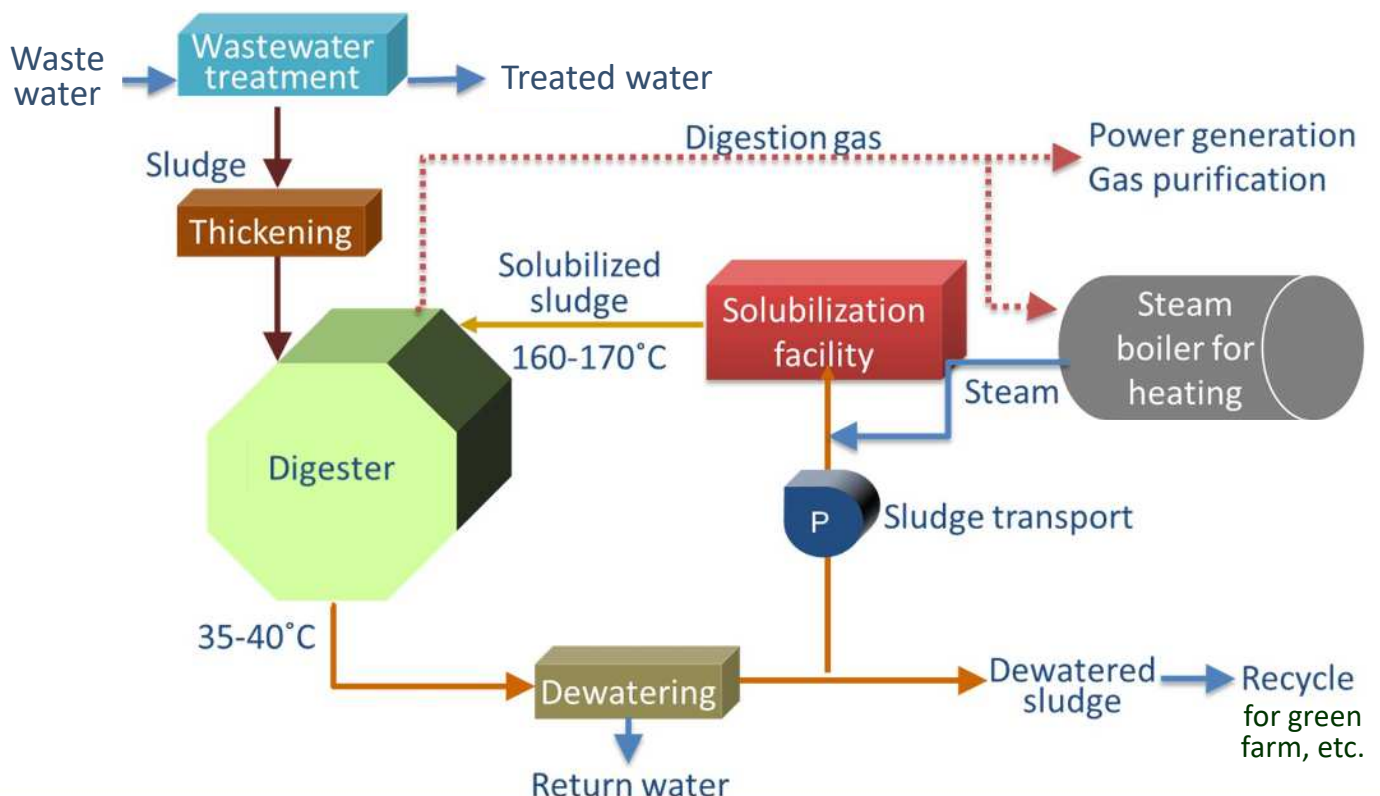 Waste
water
Wastewater
treatment
Treated water
Sludge
Thickening
Digestion gas
Power generation
Gas purification
Solubilized
sludge
160-170˚C
Solubilization
facility
Steam
boiler for
heating
Steam
Digester
P
Sludge transport
35-40˚C
Dewatering
Return water
Dewatered
sludge
Recycle
for green
farm, etc.